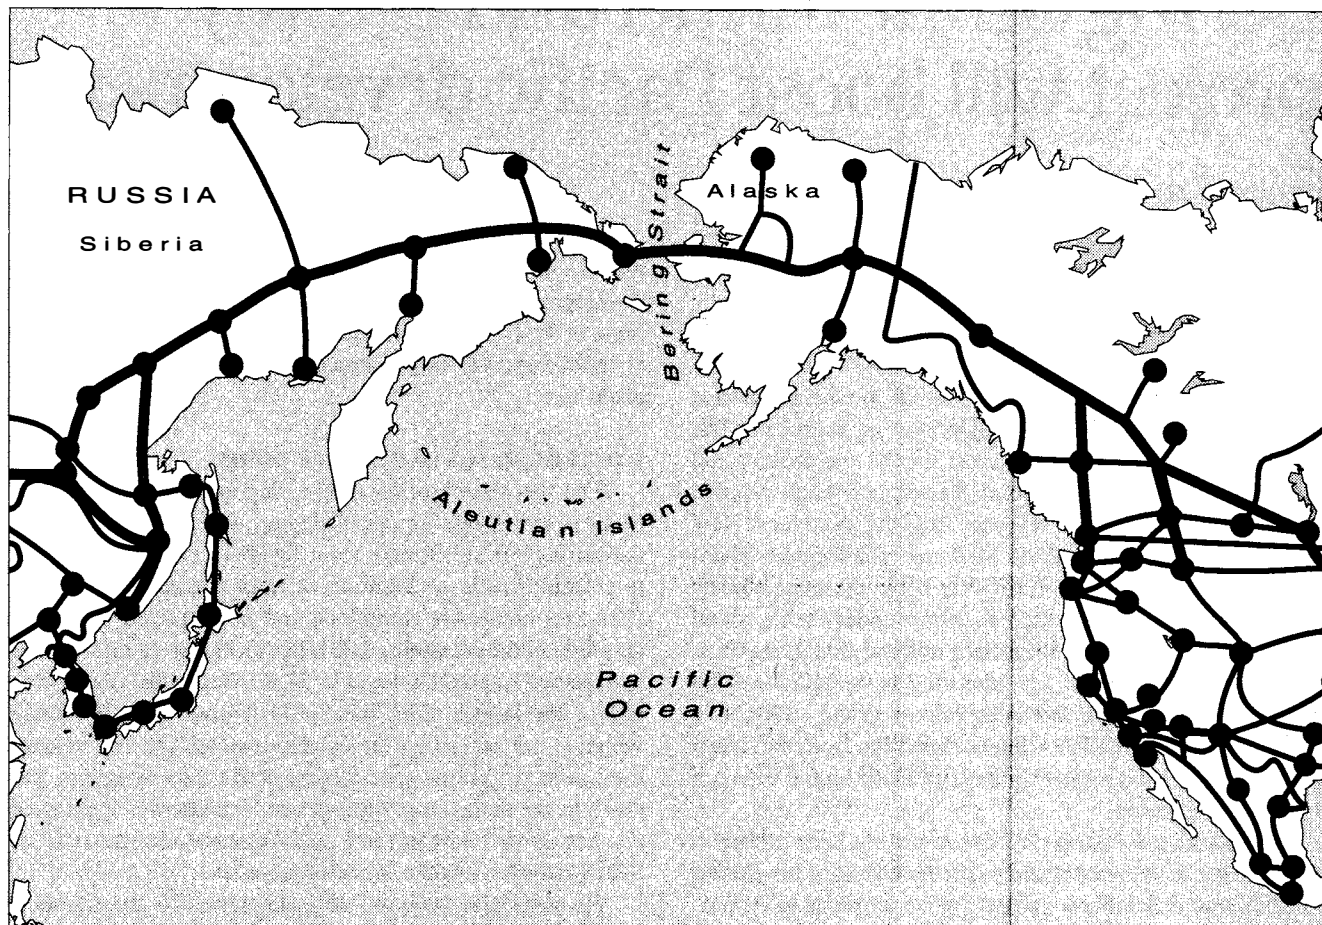 RUSSIA
Siberia
Bering Strait
Alaska
Aleutian Islands
Pacific
Ocean